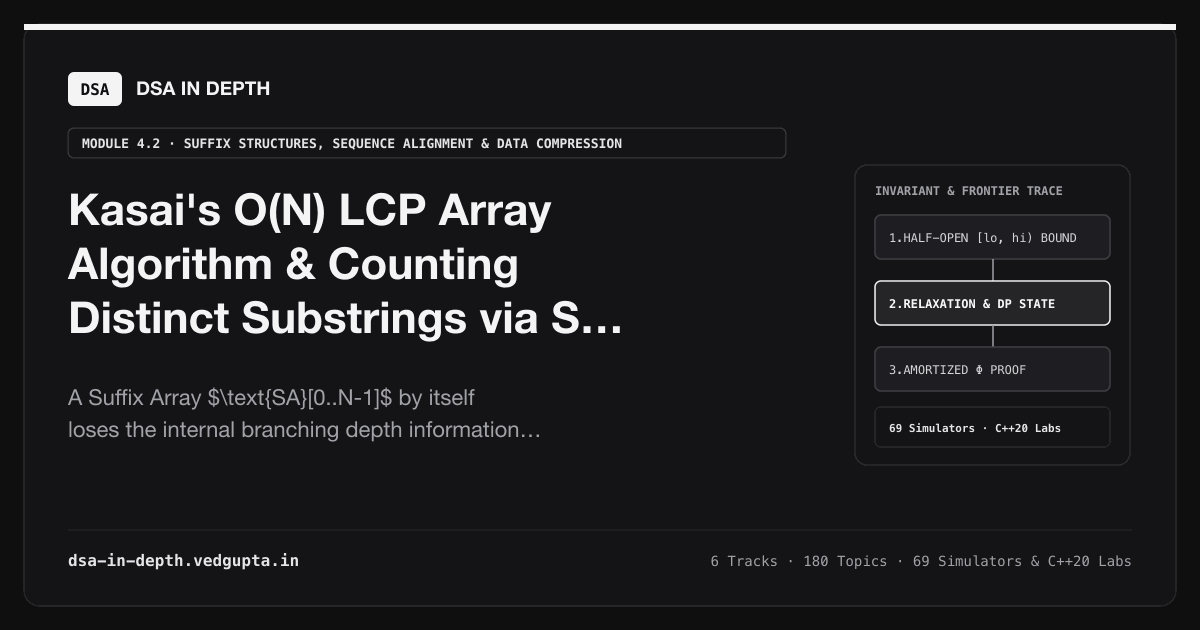 DSA DSA IN DEPTH
MODULE 4.2 · SUFFIX STRUCTURES, SEQUENCE ALIGNMENT & DATA COMPRESSION
Kasai's O(N) LCP Array
Algorithm & Counting
Distinct Substrings via S...
A Suffix Array $\text{SA}[0..N-1]$ by itself
loses the internal branching depth information...
INVARIANT & FRONTIER TRACE
1.HALF-OPEN [lo, hi) BOUND
2.RELAXATION & DP STATE
3.AMORTIZED Φ PROOF
69 Simulators · C++20 Labs
dsa-in-depth.vedgupta.in
6 Tracks · 180 Topics · 69 Simulators & C++20 Labs